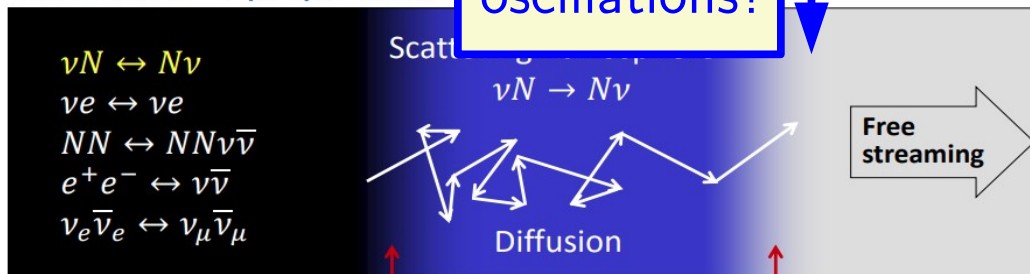 oscillations?
νN ↔ Nν
νe ↔ νe
NN ↔ NNνν̅
e⁺e⁻ ↔ νν̅
νₑν̅ₑ ↔ ν_μν̅_μ
νN → Nν
Diffusion
Free
streaming